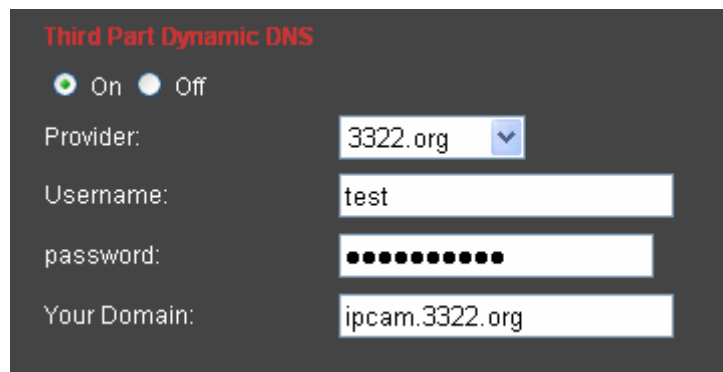 Third Part Dynamic DNS
On Off
Provider: 3322.org
Username: test
password: ●●●●●●●●●●
Your Domain: ipcam.3322.org